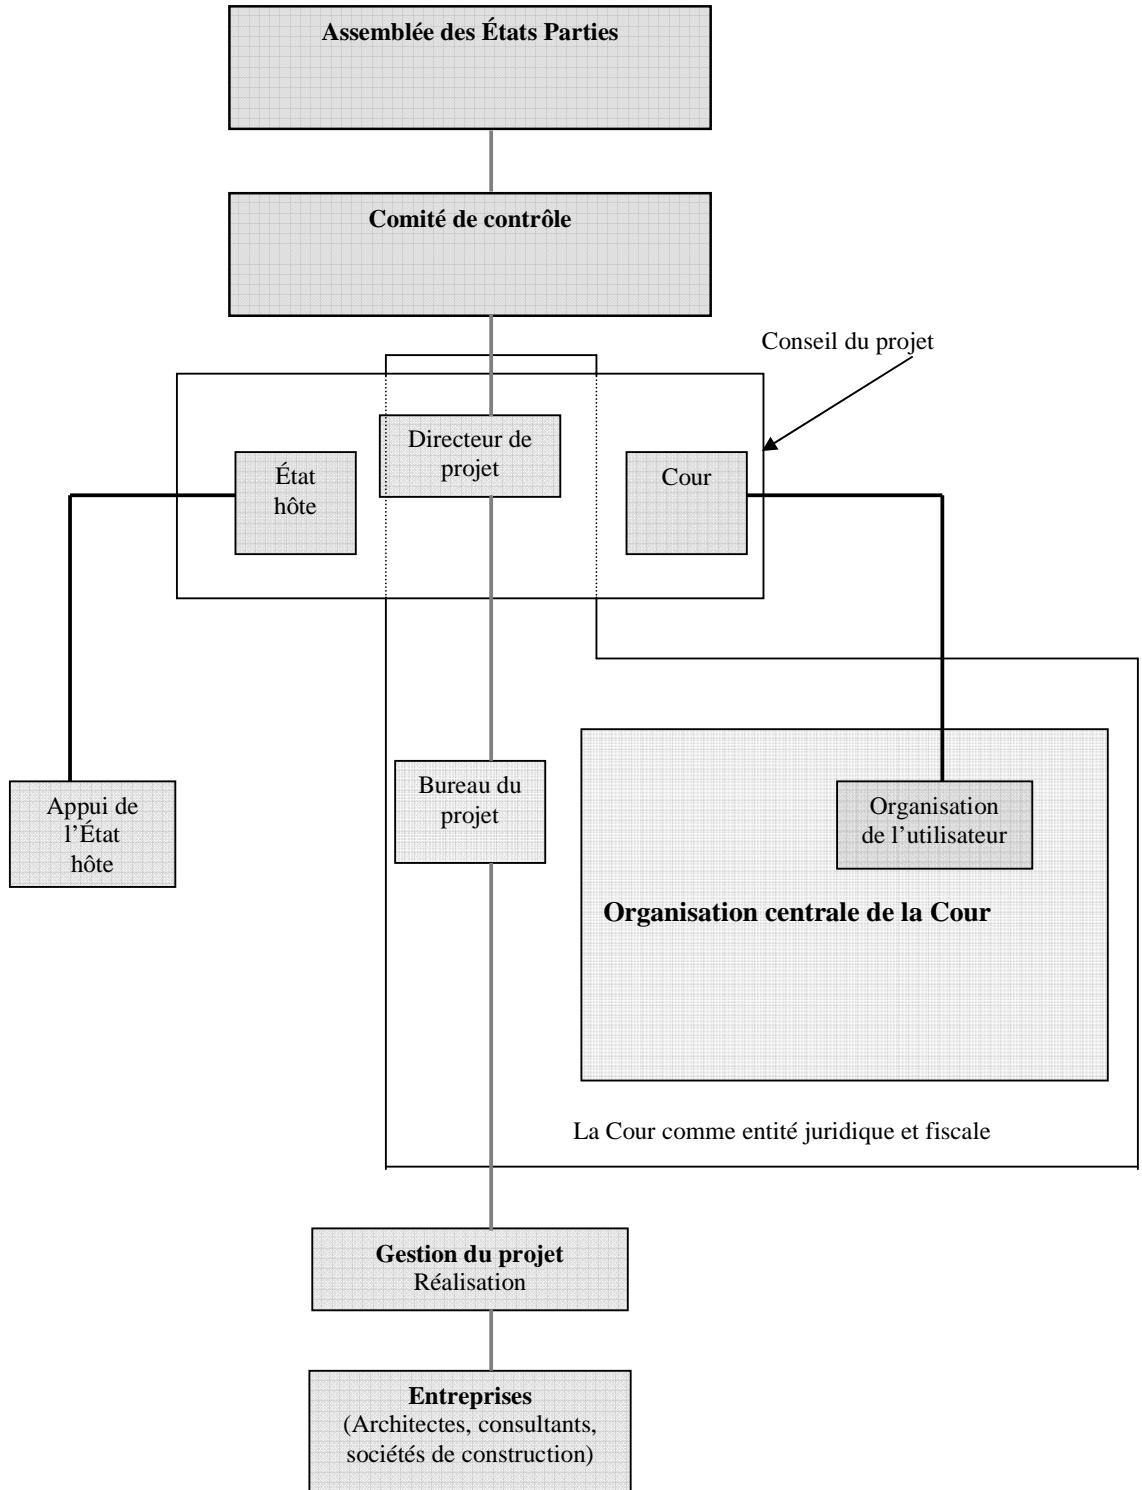 Assemblée des États Parties
Comité de contrôle
Conseil du projet
Directeur de
projet
État
hôte
Cour
Bureau du
projet
Appui de
l’État
hôte
Organisation
de l’utilisateur
Organisation centrale de la Cour
La Cour comme entité juridique et fiscale
Gestion du projet
Réalisation
Entreprises
(Architectes, consultants,
sociétés de construction)